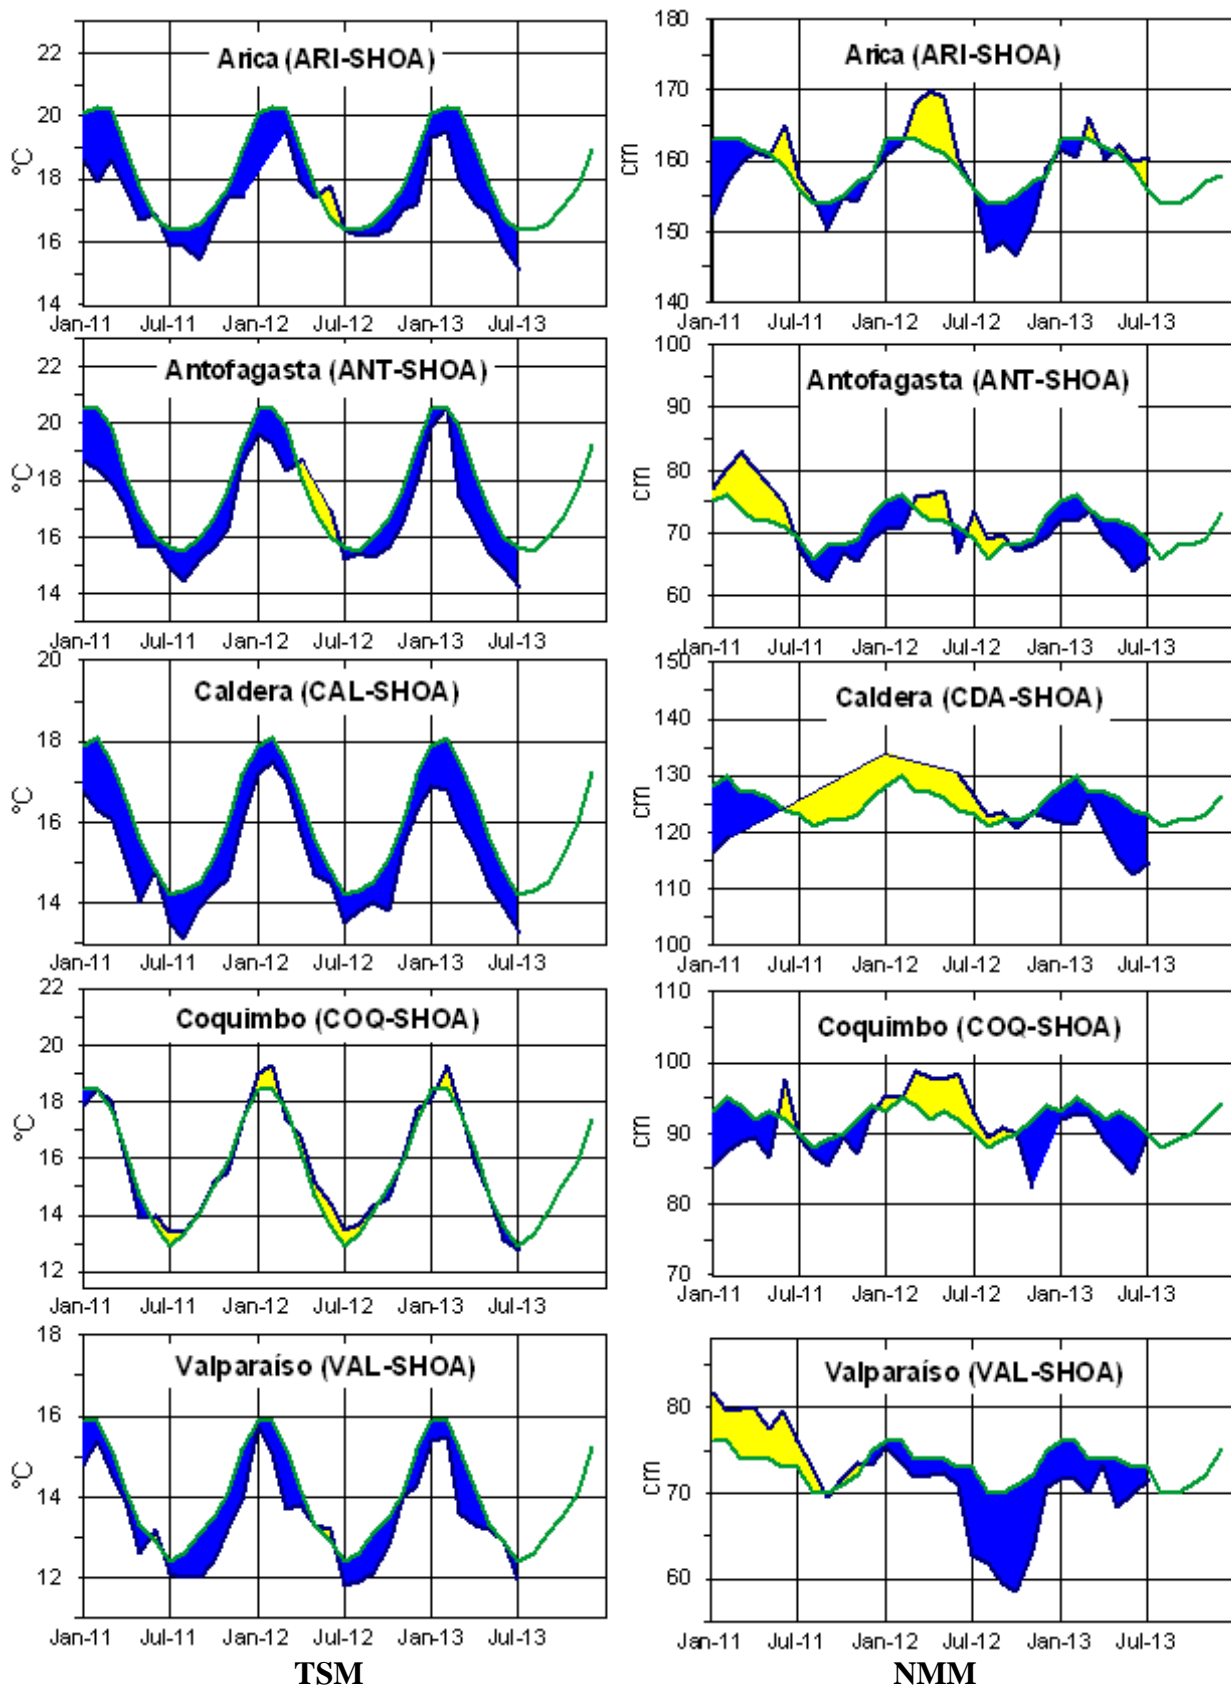 22
20
18
16
14
°C
Arica (ARI-SHOA)
Jan-11 Jul-11 Jan-12 Jul-12 Jan-13 Jul-13
180
170
160
150
140
cm
Arica (ARI-SHOA)
Jan-11 Jul-11 Jan-12 Jul-12 Jan-13 Jul-13
22
20
18
16
14
°C
Antofagasta (ANT-SHOA)
Jan-11 Jul-11 Jan-12 Jul-12 Jan-13 Jul-13
100
90
80
70
60
cm
Antofagasta (ANT-SHOA)
Jan-11 Jul-11 Jan-12 Jul-12 Jan-13 Jul-13
20
18
16
14
°C
Caldera (CAL-SHOA)
Jan-11 Jul-11 Jan-12 Jul-12 Jan-13 Jul-13
150
140
130
120
110
100
cm
Caldera (CDA-SHOA)
Jan-11 Jul-11 Jan-12 Jul-12 Jan-13 Jul-13
22
20
18
16
14
12
°C
Coquimbo (COQ-SHOA)
Jan-11 Jul-11 Jan-12 Jul-12 Jan-13 Jul-13
110
100
90
80
70
cm
Coquimbo (COQ-SHOA)
Jan-11 Jul-11 Jan-12 Jul-12 Jan-13 Jul-13
18
16
14
12
°C
Valparaíso (VAL-SHOA)
Jan-11 Jul-11 Jan-12 Jul-12 Jan-13 Jul-13
80
70
60
cm
Valparaíso (VAL-SHOA)
Jan-11 Jul-11 Jan-12 Jul-12 Jan-13 Jul-13
TSM
NMM